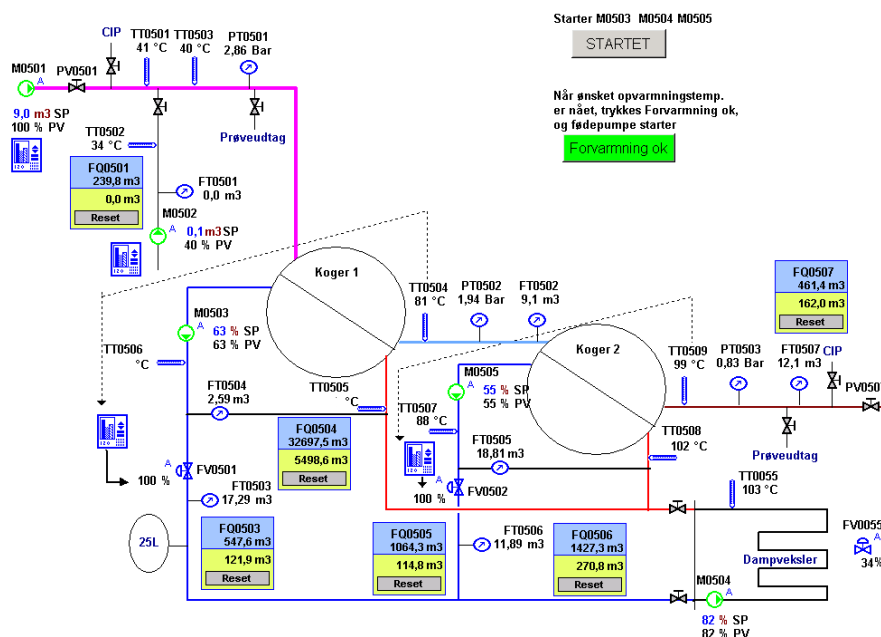 Starter M0503 M0504 M0505
STARTET
Når ønsket opvarmningstemp.
er nået, trykkes Forvarmning ok,
og fødepumpe starter
Forvarmning ok
CIP
TT0501
41 °C
TT0503
40 °C
PT0501
2,86 Bar
M0501
A
PV0501
9,0 m3 SP
100 % PV
TT0502
34 °C
Prøveudtag
FQ0501
239,8 m3
0,0 m3
Reset
FT0501
0,0 m3
M0502
A
0,1 m3 SP
40 % PV
Koger 1
TT0504
81 °C
PT0502
1,94 Bar
FT0502
9,1 m3
FQ0507
461,4 m3
162,0 m3
Reset
M0503
A
63 % SP
63 % PV
TT0506
°C
Koger 2
TT0509
99 °C
PT0503
0,83 Bar
FT0507
12,1 m3
CIP
PV0507
M0505
A
55 % SP
55 % PV
FT0504
2,59 m3
TT0505
°C
TT0507
88 °C
TT0508
102 °C
Prøveudtag
FQ0504
32697,5 m3
5498,6 m3
Reset
FT0505
18,81 m3
A
FV0501
100 %
A
FV0502
100 %
FT0503
17,29 m3
TT0055
103 °C
25L
FQ0503
547,6 m3
121,9 m3
Reset
FQ0505
1064,3 m3
114,8 m3
Reset
FT0506
11,89 m3
FQ0506
1427,3 m3
270,8 m3
Reset
Dampveksler
FV0055
A
34%
M0504
A
82 % SP
82 % PV